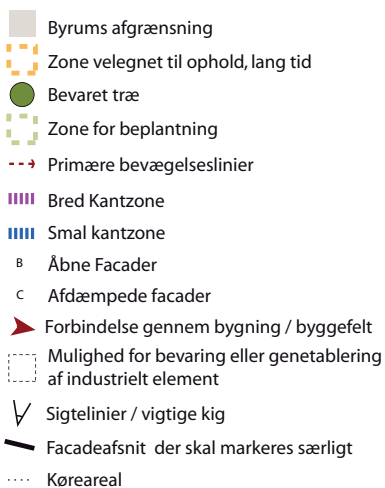 Byrums afgrænsning
Zone velegnet til ophold, lang tid
Bevaret træ
Zone for beplantning
Primære bevægelseslinier
Bred Kantzone
Smal kantzone
B Åbne Facader
C Afdæmpede facader
Forbindelse gennem bygning / byggefelt
Mulighed for bevaring eller genetablering
af industrielt element
Sigtelinier / vigtige kig
Facadeafsnit der skal markeres særligt
Køreareal